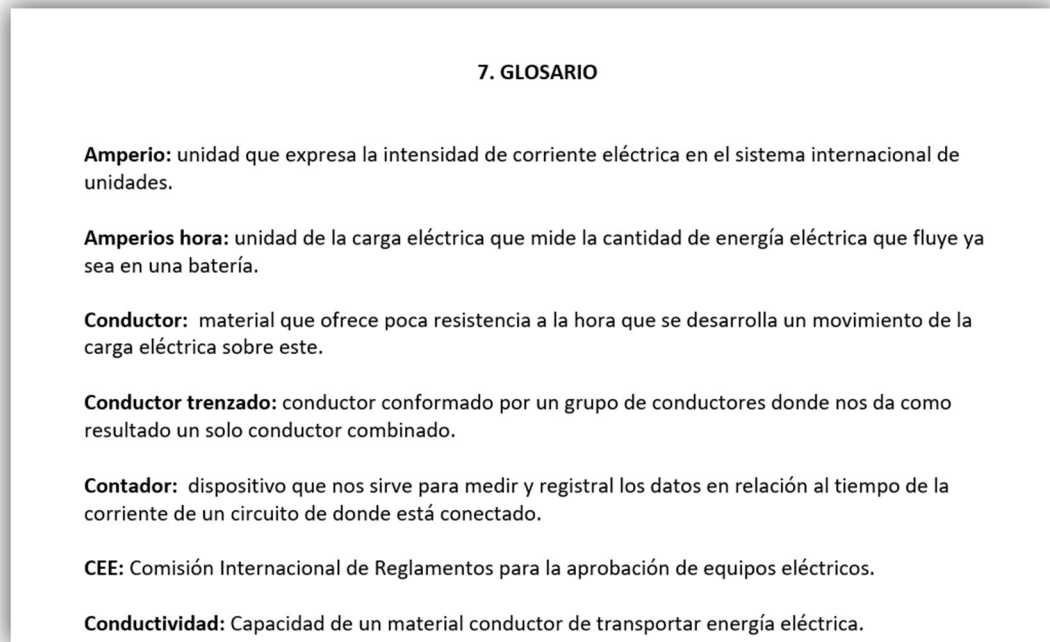 7. GLOSARIO
Amperio: unidad que expresa la intensidad de corriente eléctrica en el sistema internacional de
unidades.
Amperios hora: unidad de la carga eléctrica que mide la cantidad de energía eléctrica que fluye ya
sea en una batería.
Conductor:  material que ofrece poca resistencia a la hora que se desarrolla un movimiento de la
carga eléctrica sobre este.
Conductor trenzado: conductor conformado por un grupo de conductores donde nos da como
resultado un solo conductor combinado.
Contador:  dispositivo que nos sirve para medir y registral los datos en relación al tiempo de la
corriente de un circuito de donde está conectado.
CEE: Comisión Internacional de Reglamentos para la aprobación de equipos eléctricos.
Conductividad: Capacidad de un material conductor de transportar energía eléctrica.